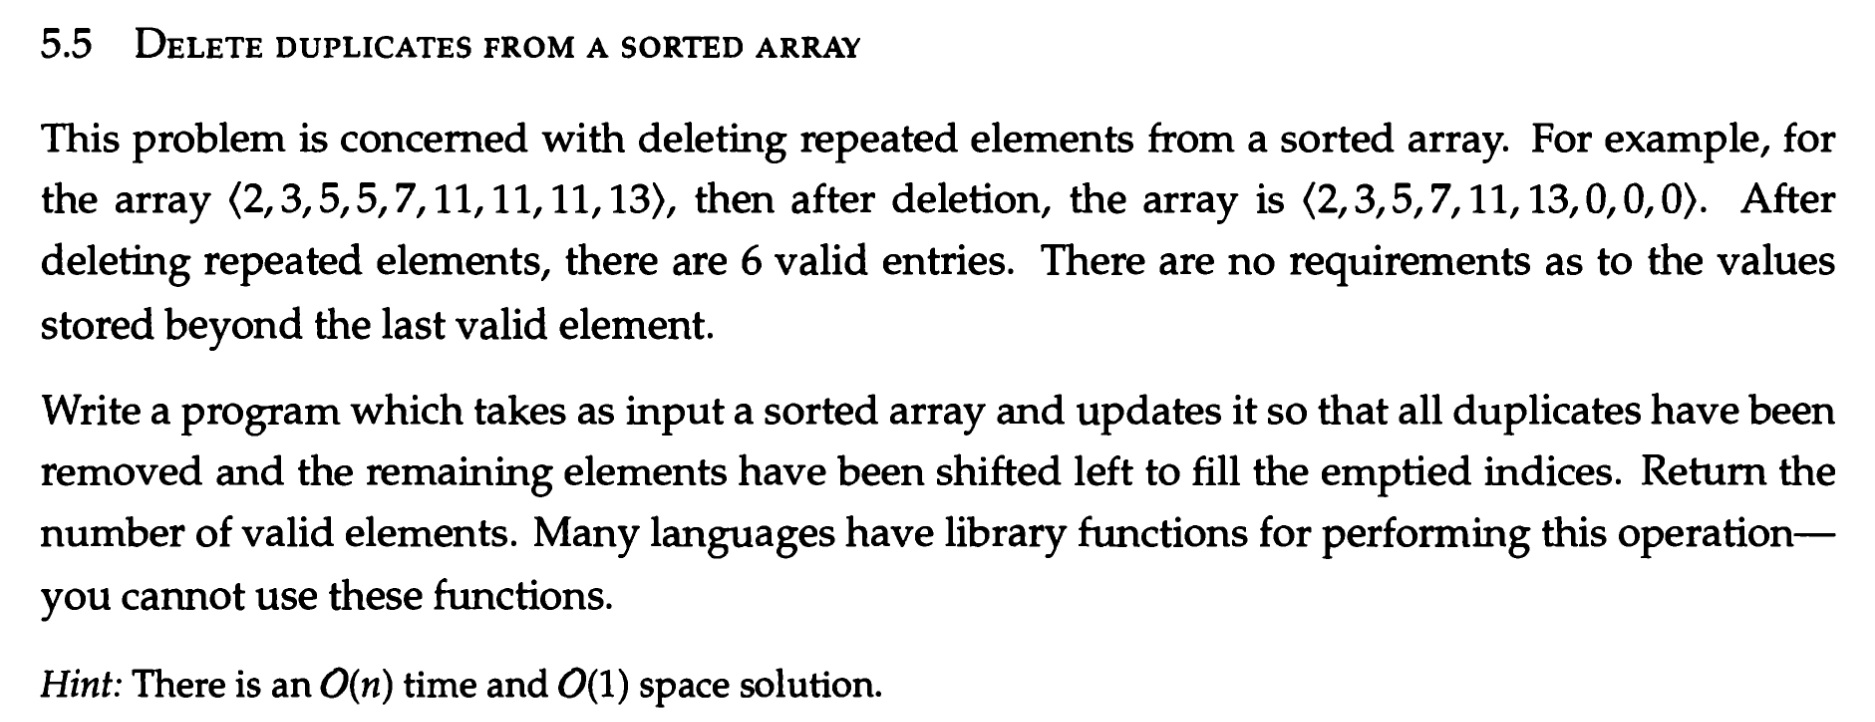 5.5 DELETE DUPLICATES FROM A SORTED ARRAY
This problem is concerned with deleting repeated elements from a sorted array. For example, for
the array ⟨2,3,5,5,7,11,11,11,13⟩, then after deletion, the array is ⟨2,3,5,7,11,13,0,0,0⟩. After
deleting repeated elements, there are 6 valid entries. There are no requirements as to the values
stored beyond the last valid element.
Write a program which takes as input a sorted array and updates it so that all duplicates have been
removed and the remaining elements have been shifted left to fill the emptied indices. Return the
number of valid elements. Many languages have library functions for performing this operation—
you cannot use these functions.
Hint: There is an O(n) time and O(1) space solution.